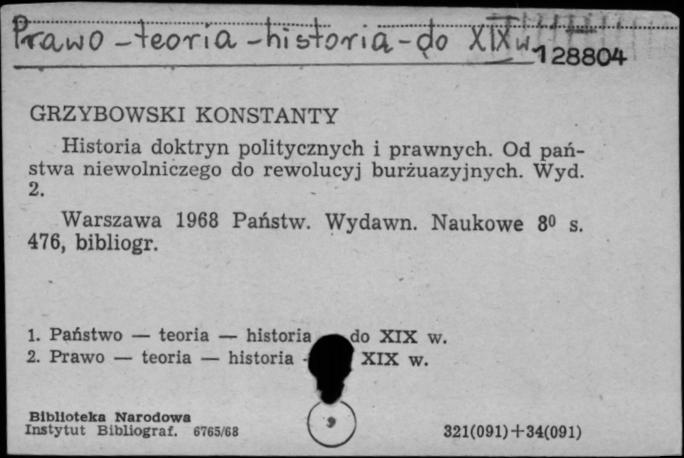 Prawo - teoria - historia - do XIX w.
128804
GRZYBOWSKI KONSTANTY
Historia doktryn politycznych i prawnych. Od pań-
stwa niewolniczego do rewolucyj burżuazyjnych. Wyd.
2.
Warszawa 1968 Państw. Wydawn. Naukowe 8⁰ s.
476, bibliogr.
1. Państwo — teoria — historia do XIX w.
2. Prawo — teoria — historia - XIX w.
Biblioteka Narodowa
Instytut Bibliograf. 6765/68
321(091)+34(091)